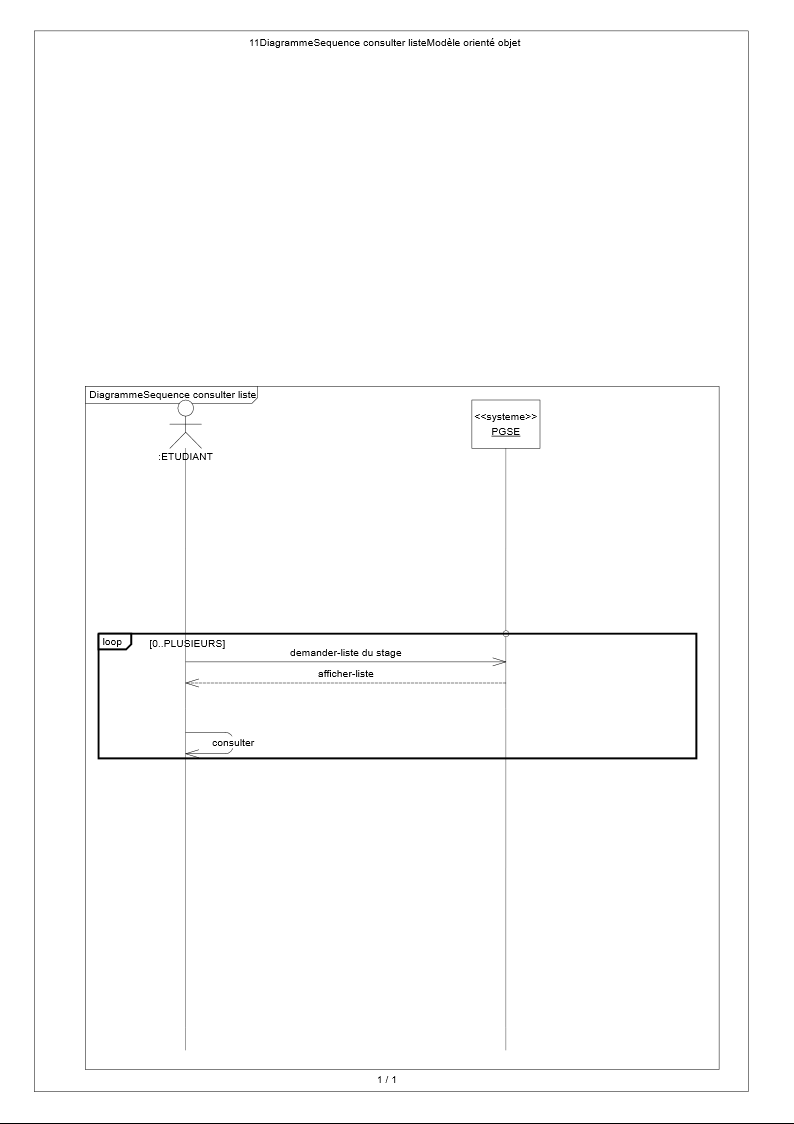 11DiagrammeSequence consulter listeModèle orienté objet
DiagrammeSequence consulter liste
<<systeme>>
PGSE
:ETUDIANT
loop
[0..PLUSIEURS]
demander-liste du stage
afficher-liste
consulter
1 / 1